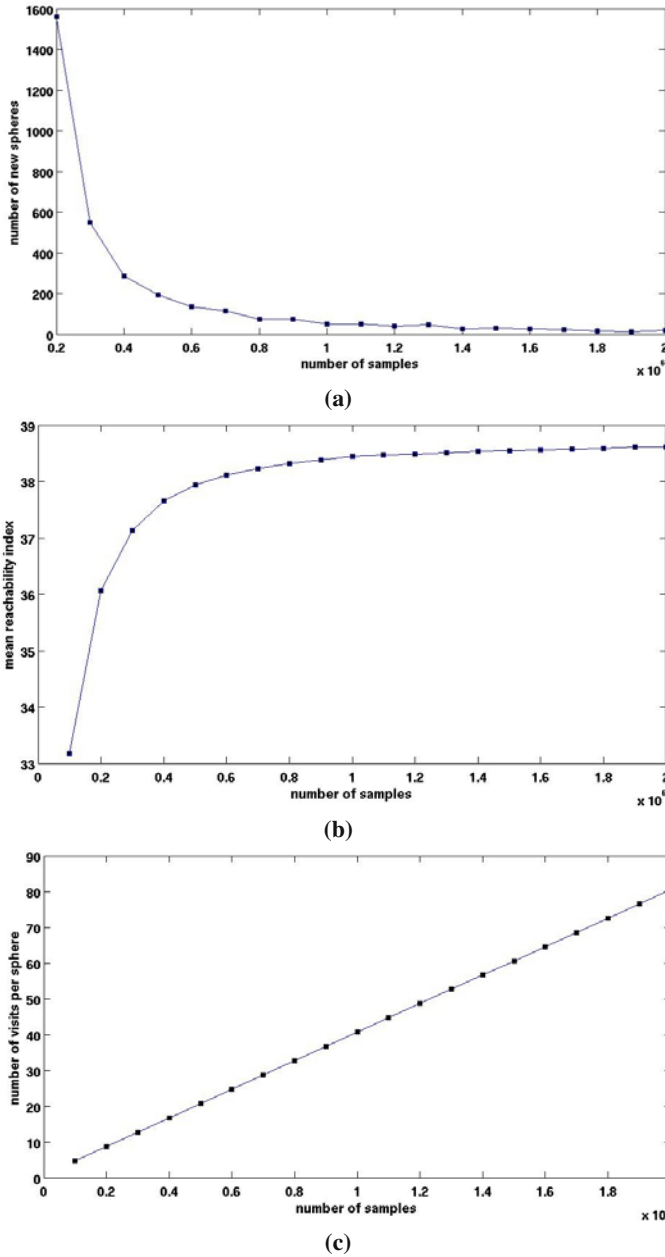 1600
1400
1200
1000
800
600
400
200
0
number of new spheres
0.2 0.4 0.6 0.8 1 1.2 1.4 1.6 1.8 2
number of samples
x 10⁶
(a)
39
38
37
36
35
34
33
mean reachability index
0 0.2 0.4 0.6 0.8 1 1.2 1.4 1.6 1.8 2
number of samples
x 10⁶
(b)
90
80
70
60
50
40
30
20
10
0
number of visits per sphere
0 0.2 0.4 0.6 0.8 1 1.2 1.4 1.6 1.8
number of samples
x 10
(c)